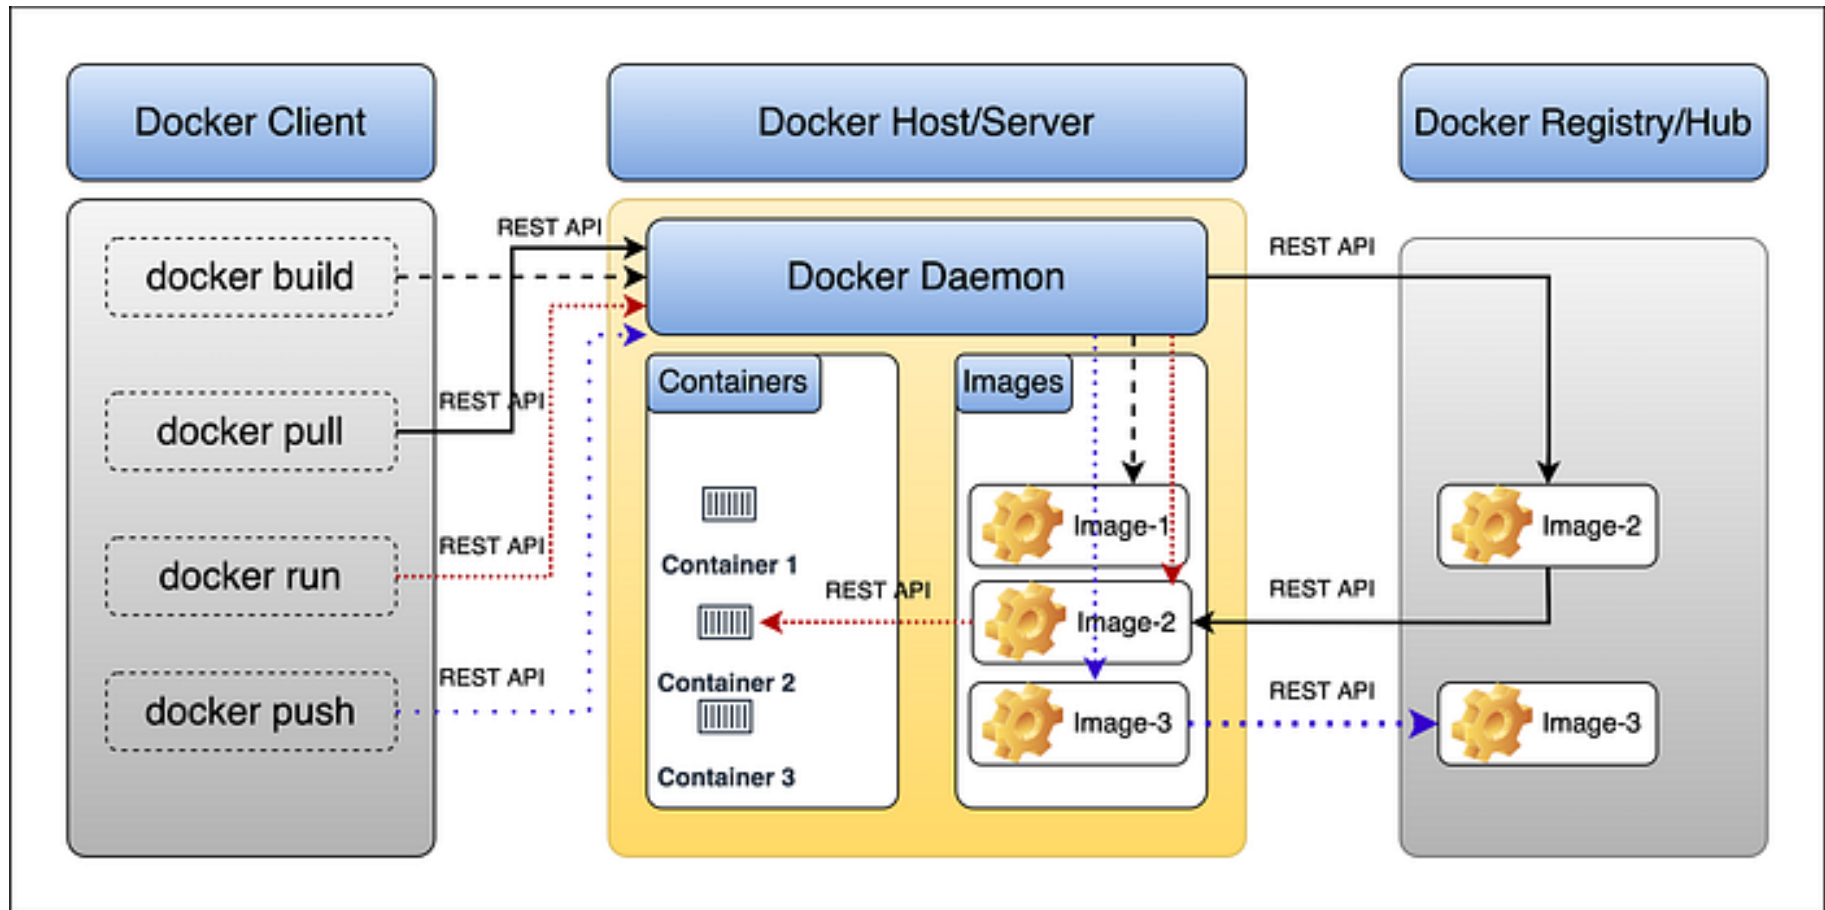 Docker Client
Docker Host/Server
Docker Registry/Hub
docker build
docker pull
docker run
docker push
REST API
REST API
REST API
REST API
Docker Daemon
Containers
Container 1
Container 2
Container 3
REST API
Images
Image-1
Image-2
Image-3
REST API
REST API
REST API
Image-2
Image-3